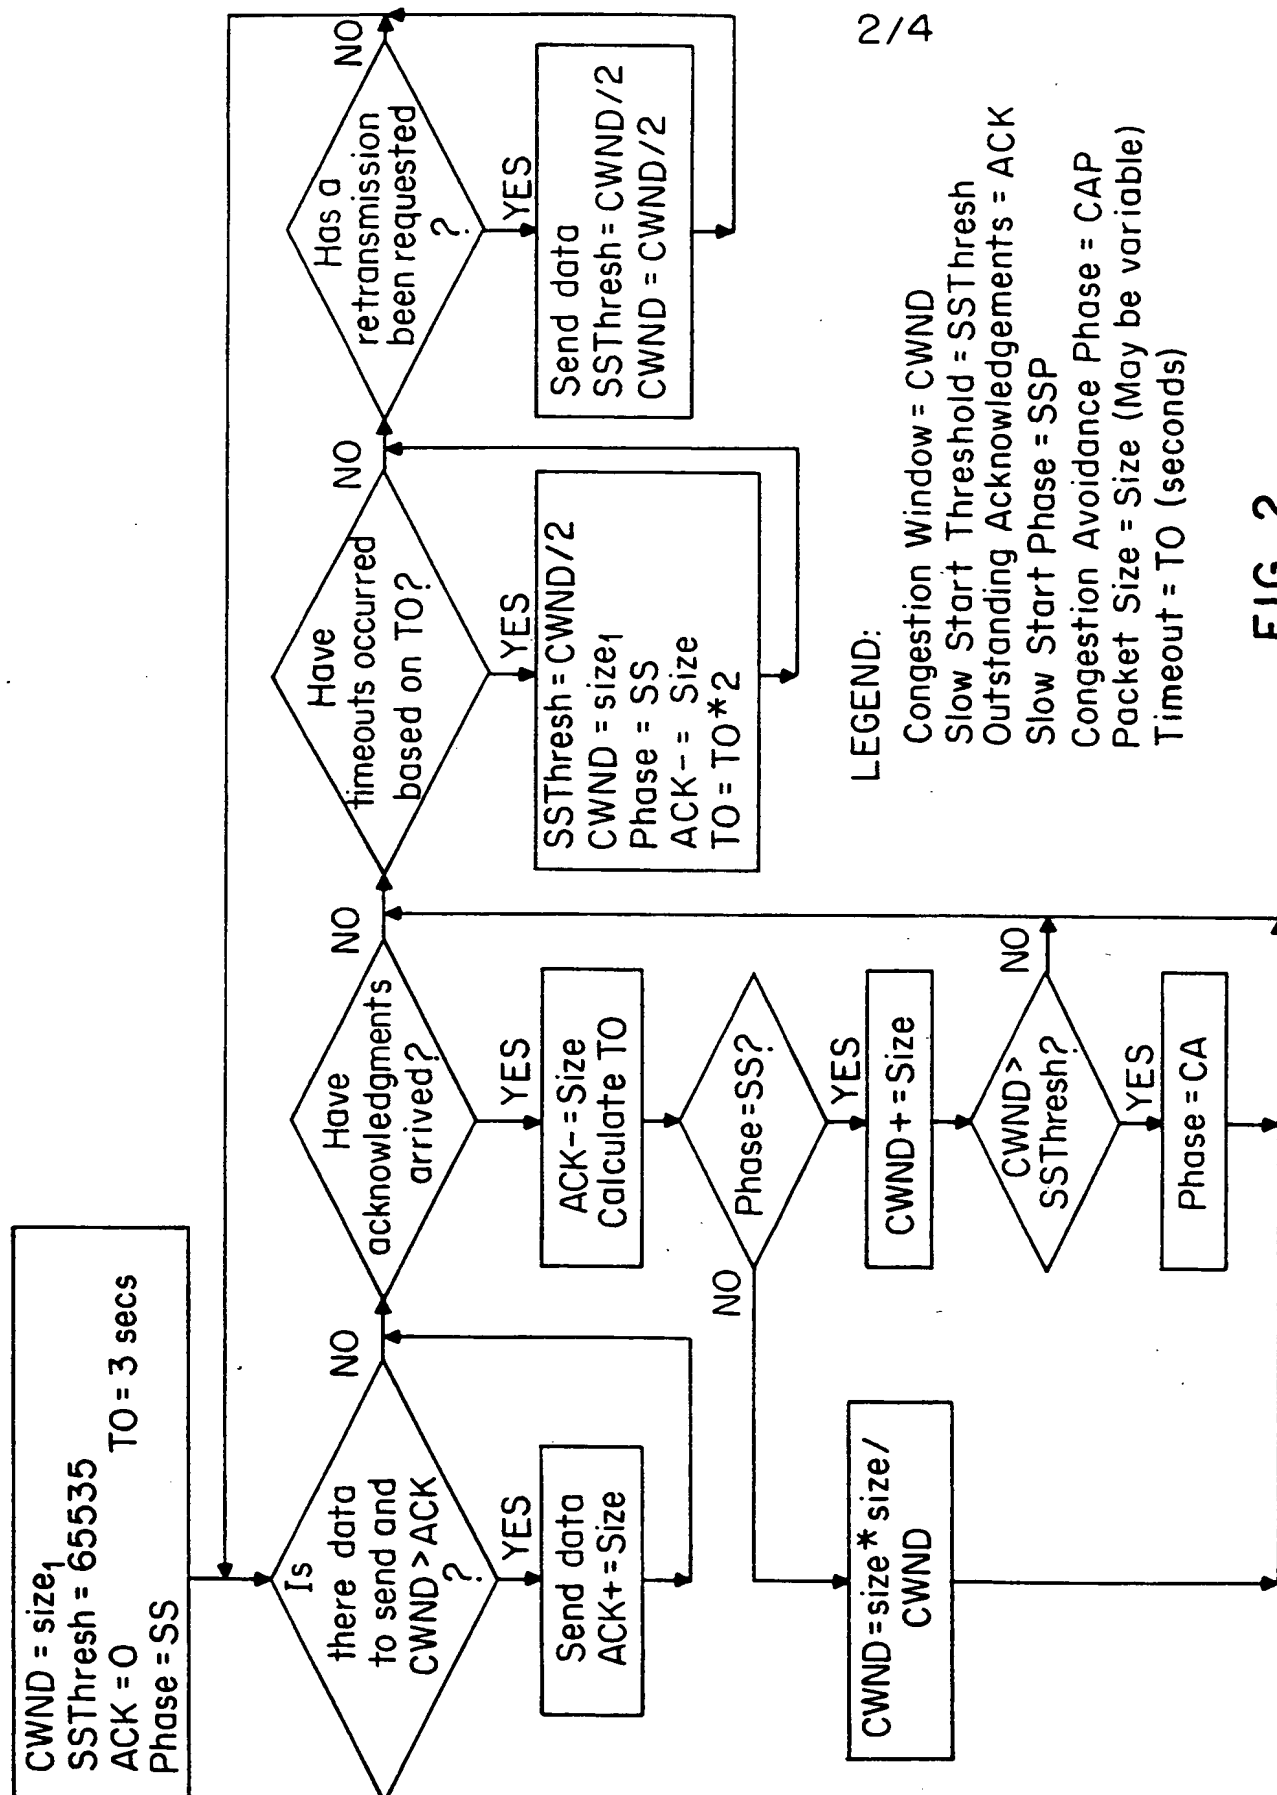 2/4
CWND = size1
SSThresh = 65535
ACK = 0
TO = 3 secs
Phase = SS
Is
there data
to send and
CWND > ACK
?
NO
YES
Send data
ACK+ = Size
Have
acknowledgments
arrived?
NO
YES
ACK- = Size
Calculate TO
Phase = SS?
NO
YES
CWND + = Size
CWND >
SSThresh?
NO
YES
Phase = CA
CWND = size * size /
CWND
Have
timeouts occurred
based on TO?
NO
YES
SSThresh = CWND/2
CWND = size1
Phase = SS
ACK- = Size
TO = TO * 2
Has a
retransmission
been requested
?
NO
YES
Send data
SSThresh = CWND/2
CWND = CWND/2
LEGEND:
Congestion Window = CWND
Slow Start Threshold = SSThresh
Outstanding Acknowledgements = ACK
Slow Start Phase = SSP
Congestion Avoidance Phase = CAP
Packet Size = Size (May be variable)
Timeout = TO (seconds)
FIG. 2